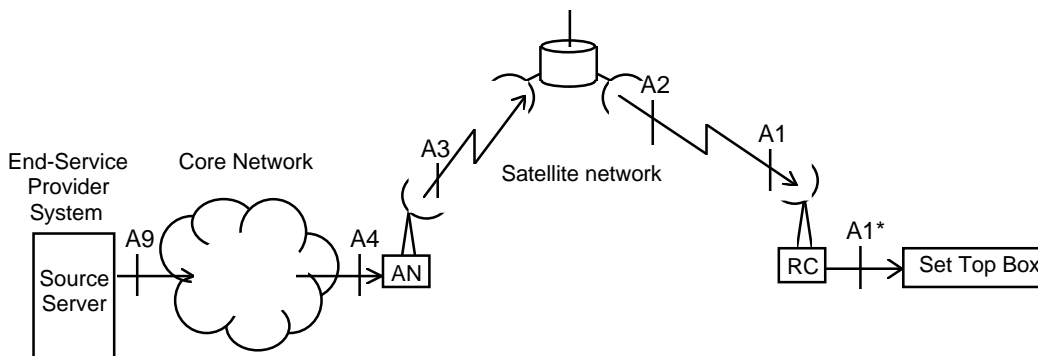 A2
A1
A3
End-Service
Provider
System
Core Network
Satellite network
A9
A4
A1*
Source
Server
AN
RC
Set Top Box